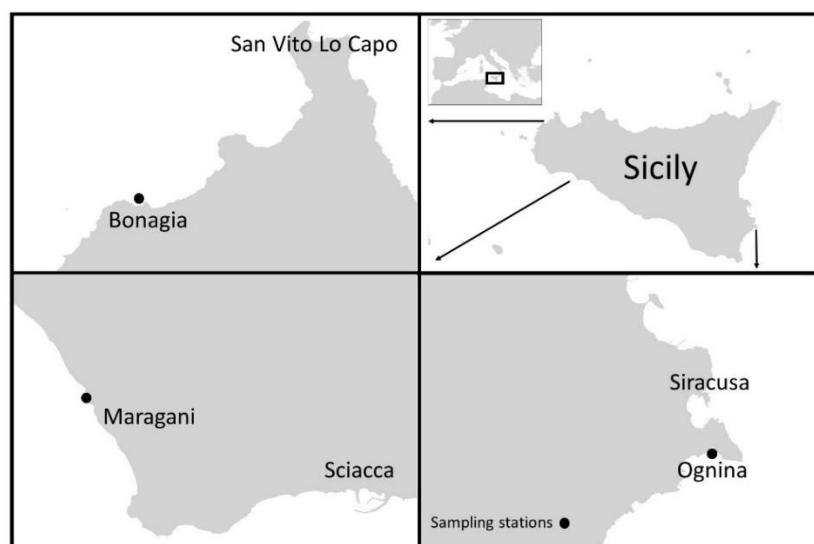 San Vito Lo Capo
Bonagia
Sicily
Maragani
Sciacca
Siracusa
Ognina
Sampling stations